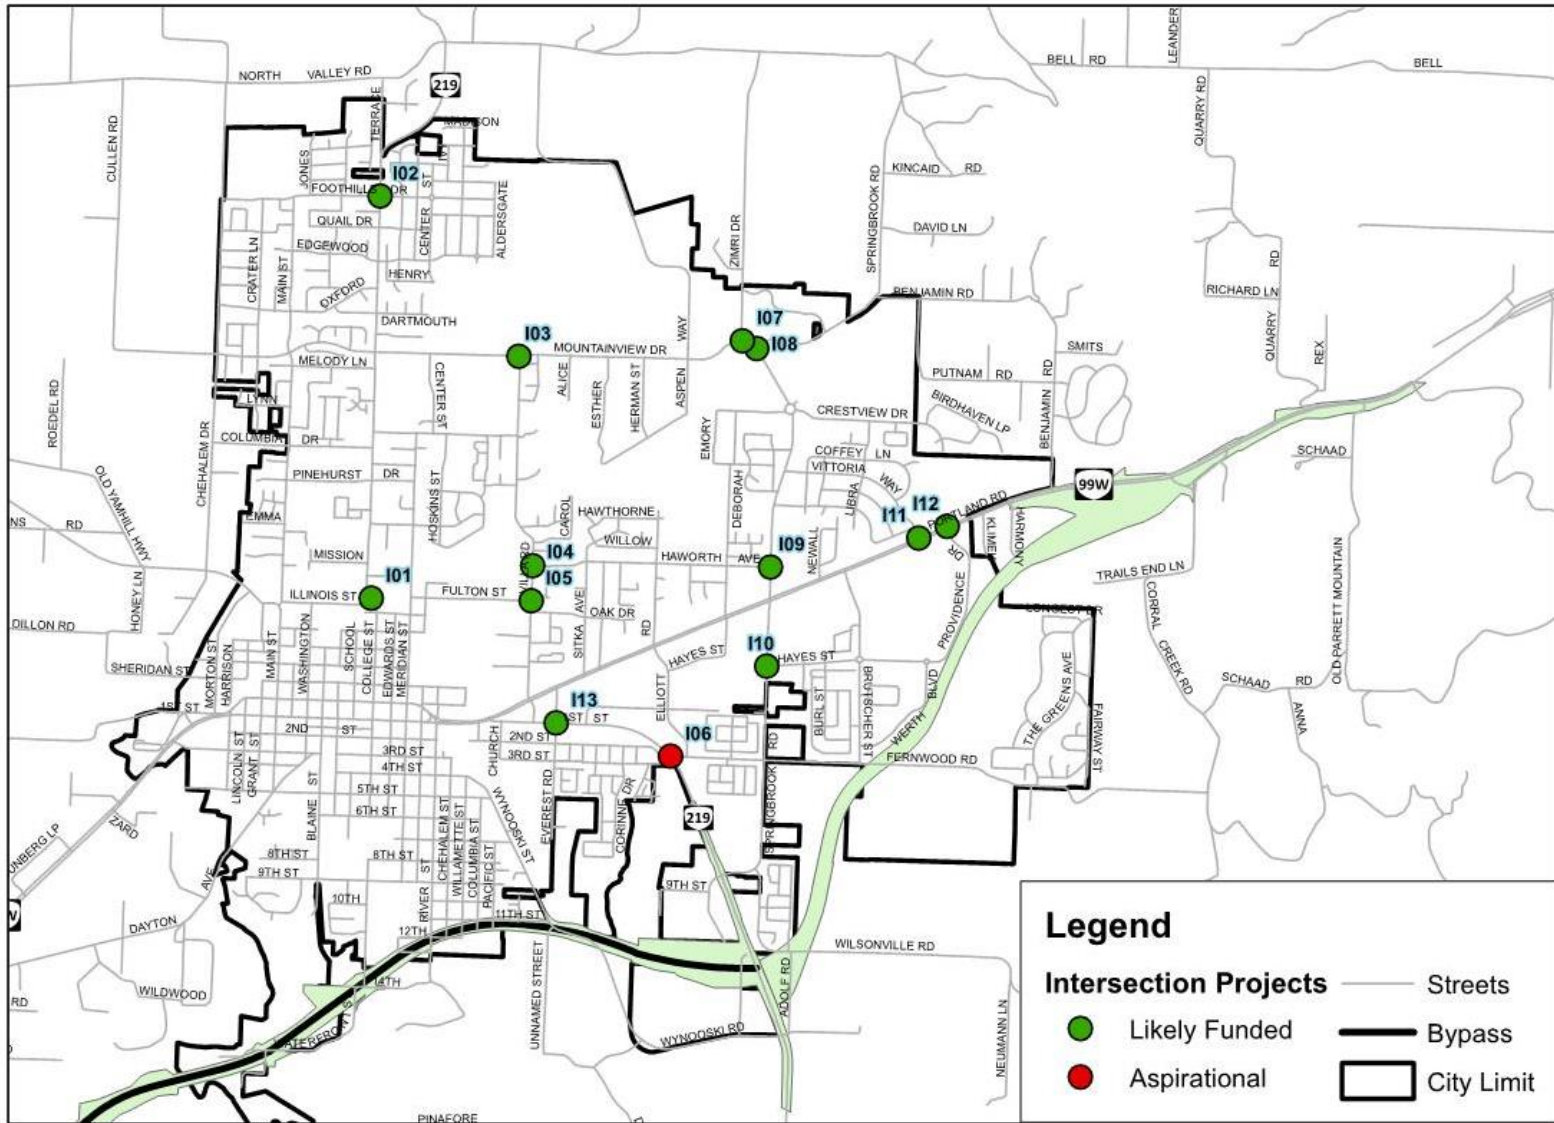 LEANDER
BELL RD
BELL
NORTH VALLEY RD
219
QUARRY RD
CULLEN RD
TERRACE
MADISON
IVY
JONES
I02
FOOTHILLS DR
KINCAID RD
SPRINGBROOK RD
QUAIL DR
CENTER ST
ALDERSGATE
ZIMRI DR
DAVID LN
EDGEWOOD
CRATER LN
MAIN ST
HENRY
OXFORD
QUARRY RD
RICHARD LN
BENJAMIN RD
DARTMOUTH
I03
MOUNTAINVIEW DR
WAY
I07
I08
SMITS
REX
MELODY LN
CENTER ST
ALICE
ESTHER
HERMAN ST
ASPEN
PUTNAM RD
BENJAMIN RD
LYNN
ROEDEL RD
CHEHALEM DR
CRESTVIEW DR
BIRDHAVEN LP
COLUMBIA DR
EMORY
COFFEY LN
VITTORIA WAY
SCHAAD
PINEHURST DR
OLD YAMHILL HWY
HOSKINS ST
DEBORAH
LIBRA
99W
EMMA
CAROL
HAWTHORNE
WILLOW
I11
I12
PORTLAND RD
NS RD
KLIMEK
HARMONY
MISSION
I04
HAWORTH AVE
I09
NEWALL
DR
OLD PARRETT MOUNTAIN
VILLA RD
I05
I01
TRAILS END LN
HONEY LN
ILLINOIS ST
FULTON ST
SITKA AVE
OAK DR
RD
PROVIDENCE
LONGEST DR
CORRAL CREEK RD
DILLON RD
WASHINGTON
SCHOOL
COLLEGE ST
EDWARDS ST
MERIDIAN ST
HAYES ST
I10
HAYES ST
SHERIDAN ST
MORTON ST
HARRISON
MAIN ST
ELLIOTT
BURL ST
BRUTSCHER ST
BLVD
WERTH
THE GREENS AVE
FAIRWAY ST
SCHAAD RD
ANNA
1ST ST
I13
ST ST
2ND ST
2ND ST
CHURCH
I06
3RD ST
3RD ST
FERNWOOD RD
LINCOLN ST
GRANT ST
4TH ST
5TH ST
6TH ST
BLAINE ST
WYNOOSKI ST
EVEREST RD
CORINNE DR
219
SPRINGBROOK RD
UNBERG LP
ZARD
8TH ST
8TH ST
9TH ST
AVE
CHEHALEM ST
WILLAMETTE ST
COLUMBIA ST
PACIFIC ST
9TH ST
10TH
RIVER ST
11TH ST
12TH
DAYTON
WILSONVILLE RD
WILDWOOD
14TH
WATERFRONT ST
UNNAMED STREET
WYNOOSKI RD
ADOLF RD
NEUMANN LN
RD
PINAFORE
Legend
Intersection Projects
Likely Funded
Aspirational
Streets
Bypass
City Limit